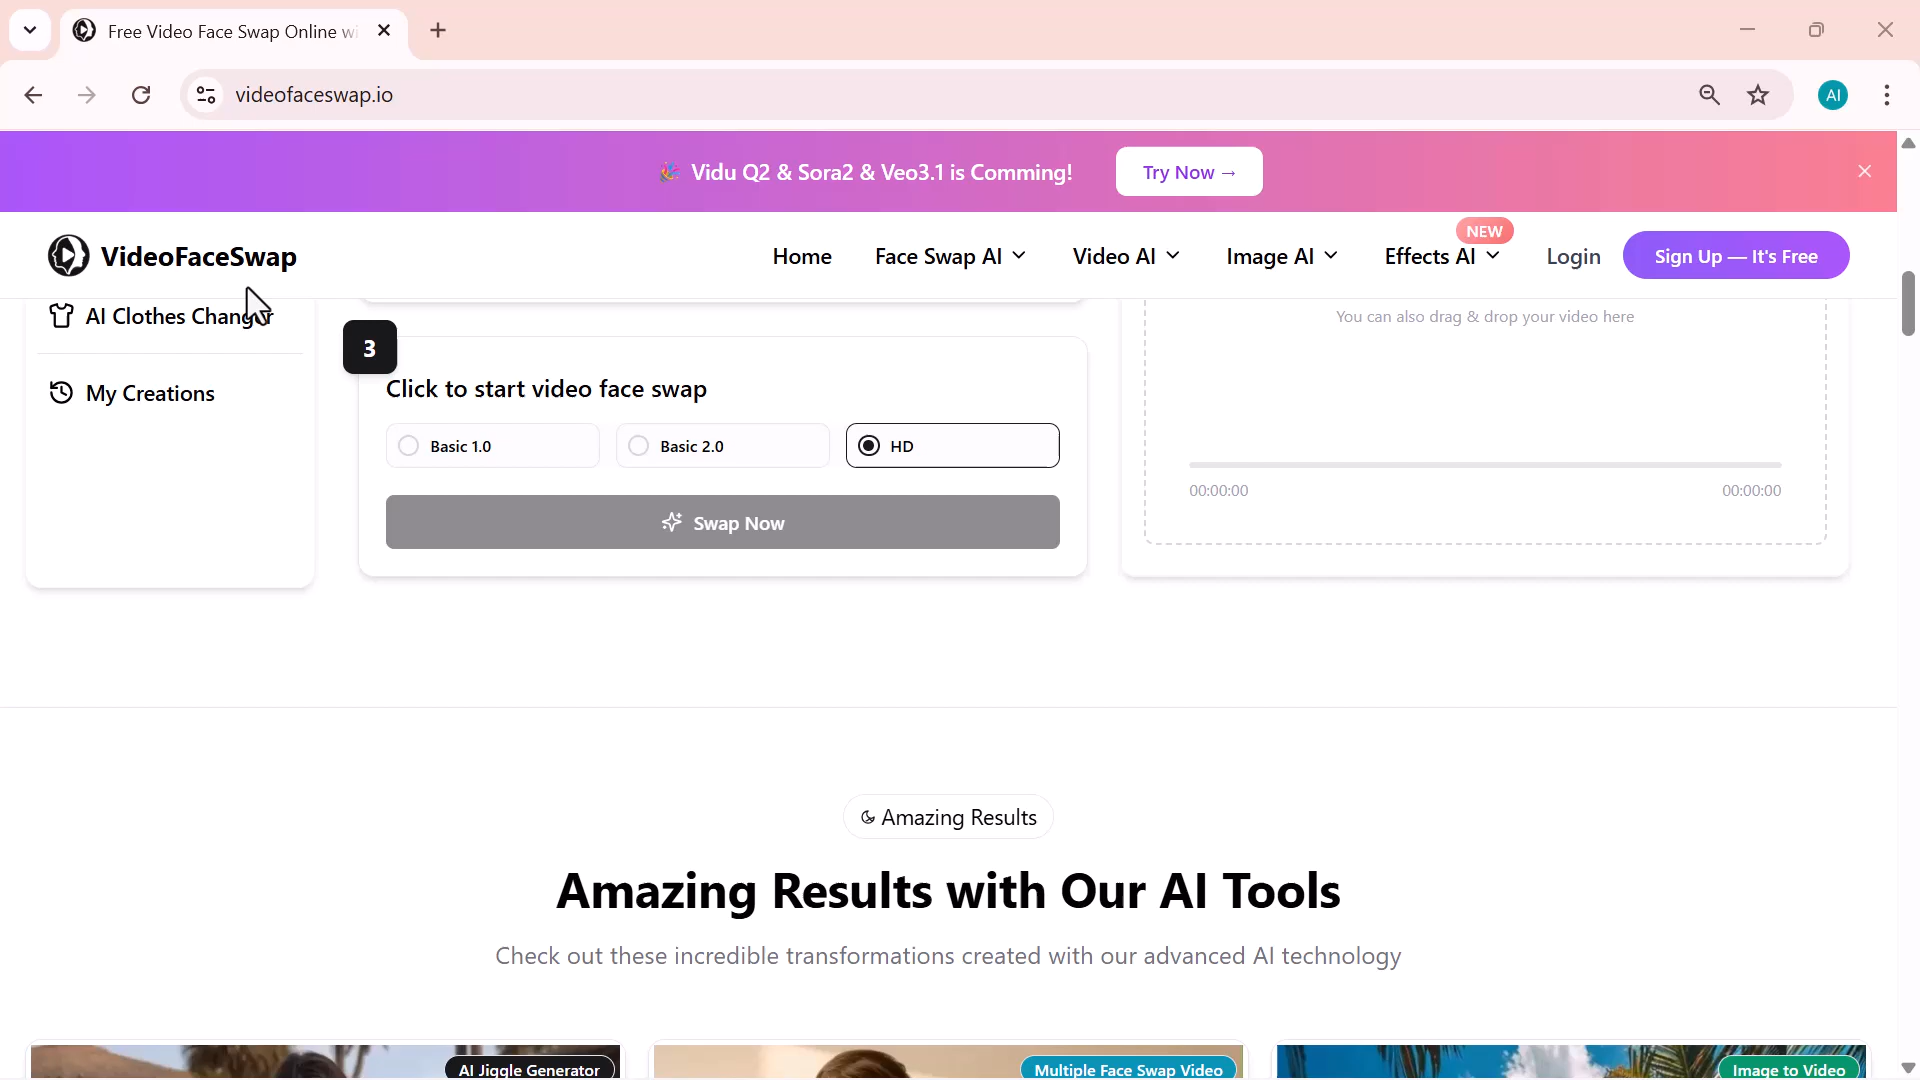 Free Video Face Swap Online wi
videofaceswap.io
AI
🎉 Vidu Q2 & Sora2 & Veo3.1 is Comming!
Try Now →
VideoFaceSwap
Home
Face Swap AI
Video AI
Image AI
Effects AI
NEW
Login
Sign Up — It's Free
AI Clothes Changer
My Creations
3
Click to start video face swap
Basic 1.0
Basic 2.0
HD
Swap Now
You can also drag & drop your video here
00:00:00
00:00:00
Amazing Results
Amazing Results with Our AI Tools
Check out these incredible transformations created with our advanced AI technology
AI Jiggle Generator
Multiple Face Swap Video
Image to Video